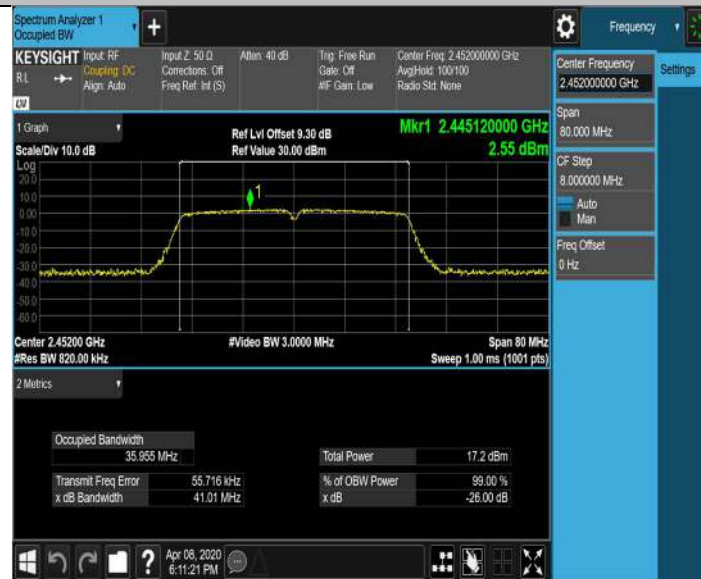 Spectrum Analyzer 1
Occupied BW
+
Frequency
KEYSIGHT
R L
LXI
Input: RF
Coupling: DC
Align: Auto
Input Z: 50 Ω
Corrections: Off
Freq Ref: Int (S)
Atten: 40 dB
Trig: Free Run
Gate: Off
#IF Gain: Low
Center Freq: 2.452000000 GHz
Avg|Hold: 100/100
Radio Std: None
Center Frequency
2.452000000 GHz
Settings
Span
80.000 MHz
CF Step
8.000000 MHz
Auto
Man
Freq Offset
0 Hz
1 Graph
Scale/Div 10.0 dB
Ref Lvl Offset 9.30 dB
Ref Value 30.00 dBm
Mkr1 2.445120000 GHz
2.55 dBm
Log
20.0
10.0
0.00
-10.0
-20.0
-30.0
-40.0
-50.0
-60.0
1
Center 2.45200 GHz
#Res BW 820.00 kHz
#Video BW 3.0000 MHz
Span 80 MHz
Sweep 1.00 ms (1001 pts)
2 Metrics
Occupied Bandwidth
35.955 MHz
Total Power 17.2 dBm
Transmit Freq Error 55.716 kHz
% of OBW Power 99.00 %
x dB Bandwidth 41.01 MHz
x dB -26.00 dB
?
Apr 08, 2020
6:11:21 PM